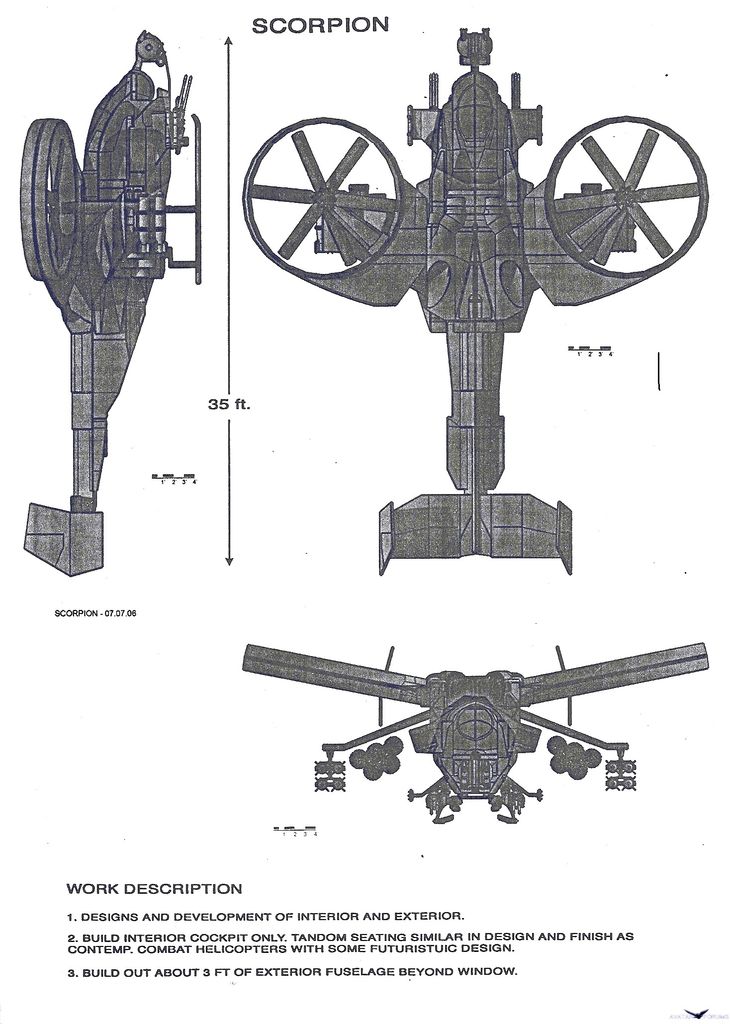 SCORPION
35 ft.
1' 2' 3' 4'
1' 2' 3' 4'
SCORPION - 07.07.06
1 2 3 4
WORK DESCRIPTION
1. DESIGNS AND DEVELOPMENT OF INTERIOR AND EXTERIOR.
2. BUILD INTERIOR COCKPIT ONLY. TANDOM SEATING SIMILAR IN DESIGN AND FINISH AS
CONTEMP. COMBAT HELICOPTERS WITH SOME FUTURISTUIC DESIGN.
3. BUILD OUT ABOUT 3 FT OF EXTERIOR FUSELAGE BEYOND WINDOW.